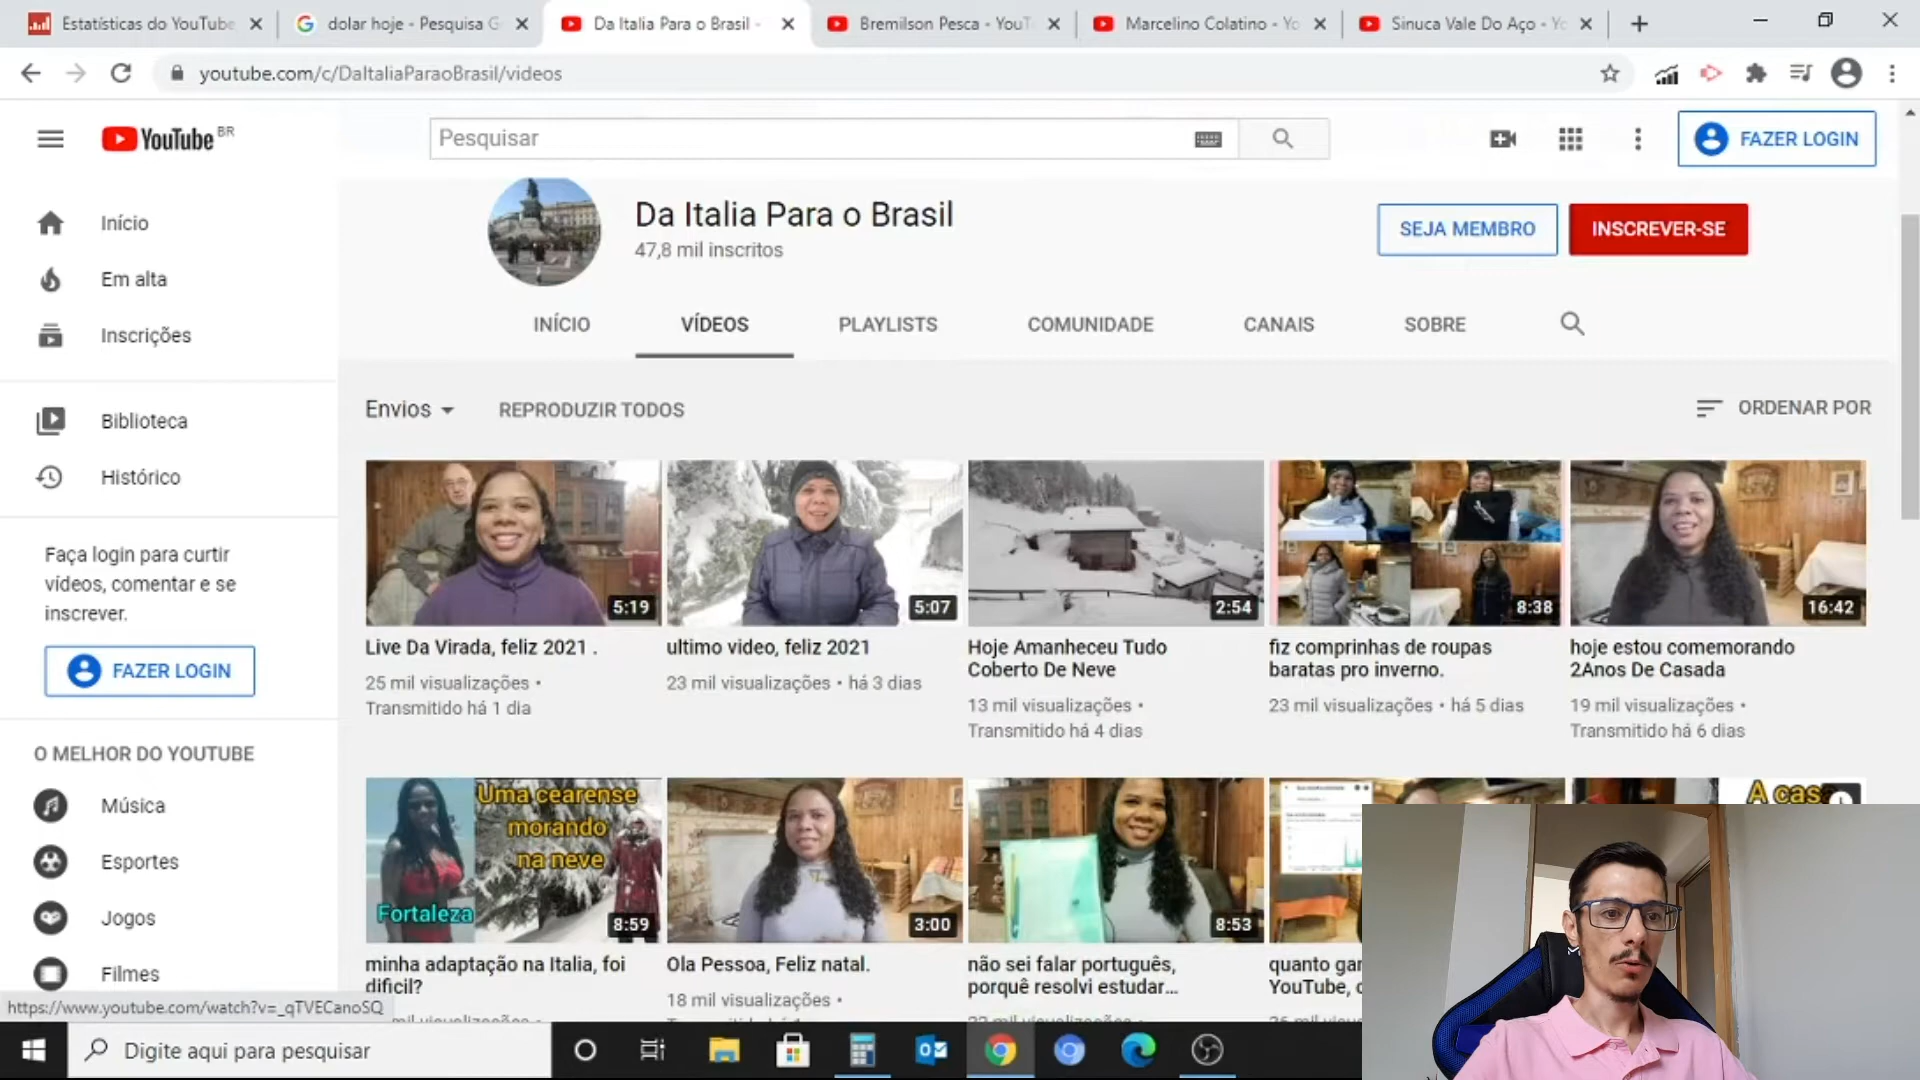 Estatísticas do YouTube
dolar hoje - Pesquisa G
Da Italia Para o Brasil -
Bremilson Pesca - YouT
Marcelino Colatino - Yo
Sinuca Vale Do Aço - Yo
youtube.com/c/DaItaliaParaoBrasil/videos
YouTube BR
Pesquisar
FAZER LOGIN
Início
Em alta
Inscrições
Biblioteca
Histórico
Faça login para curtir
vídeos, comentar e se
inscrever.
FAZER LOGIN
O MELHOR DO YOUTUBE
Música
Esportes
Jogos
Filmes
Da Italia Para o Brasil
47,8 mil inscritos
SEJA MEMBRO
INSCREVER-SE
INÍCIO
VÍDEOS
PLAYLISTS
COMUNIDADE
CANAIS
SOBRE
Envios
REPRODUZIR TODOS
ORDENAR POR
5:19
Live Da Virada, feliz 2021 .
25 mil visualizações •
Transmitido há 1 dia
5:07
ultimo video, feliz 2021
23 mil visualizações • há 3 dias
2:54
Hoje Amanheceu Tudo
Coberto De Neve
13 mil visualizações •
Transmitido há 4 dias
8:38
fiz comprinhas de roupas
baratas pro inverno.
23 mil visualizações • há 5 dias
16:42
hoje estou comemorando
2Anos De Casada
19 mil visualizações •
Transmitido há 6 dias
Uma cearense
morando
na neve
Fortaleza
8:59
minha adaptação na Italia, foi
dificil?
mil visualizações
3:00
Ola Pessoa, Feliz natal.
18 mil visualizações •
8:53
não sei falar português,
porquê resolvi estudar...
quanto gan
YouTube, c
A cas
https://www.youtube.com/watch?v=_qTVECanoSQ
Digite aqui para pesquisar